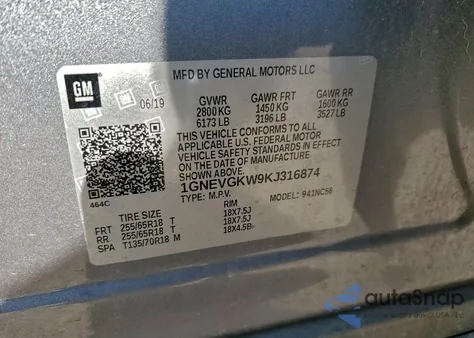 GM
MFD BY GENERAL MOTORS LLC
06/19
GVWR GAWR FRT GAWR RR
2800KG 1450 KG 1600 KG
6173 LB 3196 LB 3527 LB
THIS VEHICLE CONFORMS TO ALL
APPLICABLE U.S. FEDERAL MOTOR
VEHICLE SAFETY STANDARDS IN EFFECT
ON THE DATE OF MANUFACTURE
SHOWN ABOVE.
1GNEVGKW9KJ316874
464C
TYPE: M.P.V. MODEL: 941NC56
TIRE SIZE RIM
FRT 255/65R18 T 18X7.5J
RR 255/65R18 T 18X7.5J
SPA T135/70R18 M 18X4.5B
autoSnap